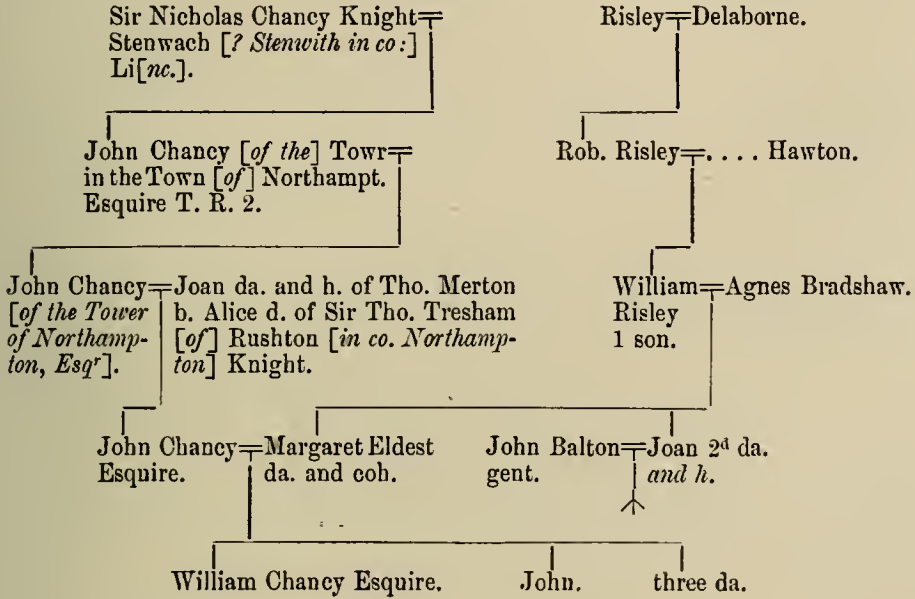 Sir Nicholas Chancy Knight
Stenwach [? Stenwith in co:]
Li[nc.].
Risley=Delaborne.
John Chancy [of the] Towr
in the Town [of] Northampt.
Esquire T. R. 2.
Rob. Risley=. . . . Hawton.
John Chancy
[of the Tower
of Northamp-
ton, Esqr].
Joan da. and h. of Tho. Merton
b. Alice d. of Sir Tho. Tresham
[of] Rushton [in co. Northamp-
ton] Knight.
William=Agnes Bradshaw.
Risley
1 son.
John Chancy
Esquire.
Margaret Eldest
da. and coh.
John Balton
gent.
Joan 2d da.
and h.
William Chancy Esquire.
John.
three da.